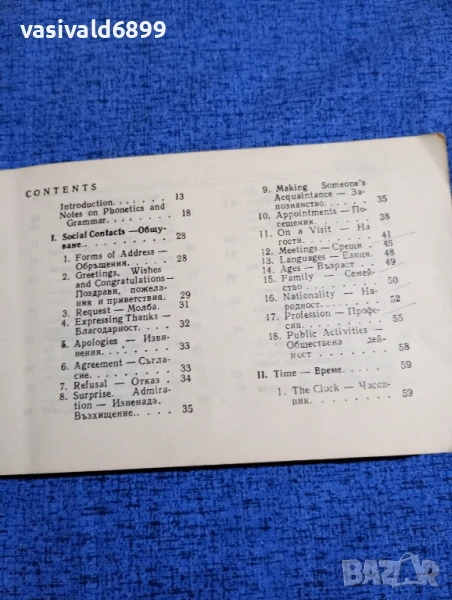 vasivald6899
CONTENTS
Introduction. . . . . 13
Notes on Phonetics and
Grammar. . . . . . 18
I. Social Contacts — Общу-
ване. . . . . . . . 28
1. Forms of Address —
Обръщения. . . . . 28
2. Greetings, Wishes
and Congratulations —
Поздрави, пожела-
ния и приветствия. 29
3. Request — Молба. 31
4. Expressing Thanks —
Благодарност. . . . 32
5. Apologies — Изви-
нения. . . . . . . 33
6. Agreement — Съгла-
сие. . . . . . . . 33
7. Refusal — Отказ . 34
8. Surprise. Admira-
tion — Изненада.
Възхищение. . . . 35
9. Making Someone's
Acquaintance — За-
познанство. . . . . 35
10. Appointments — По-
сещения. . . . . . 38
11. On a Visit — На
гости. . . . . . . 41
12. Meetings — Срещи . 45
13. Languages — Езици. 48
14. Ages — Възраст . . 49
15. Family — Семей-
ство . . . . . . . 50
16. Nationality — На-
родност. . . . . . 52
17. Profession — Профе-
сия. . . . . . . . 55
18. Public Activities —
Обществена дей-
ност . . . . . . . 58
II. Time — Време. . . . 59
1. The Clock — Часов-
ник. . . . . . . . 59
BAZAR